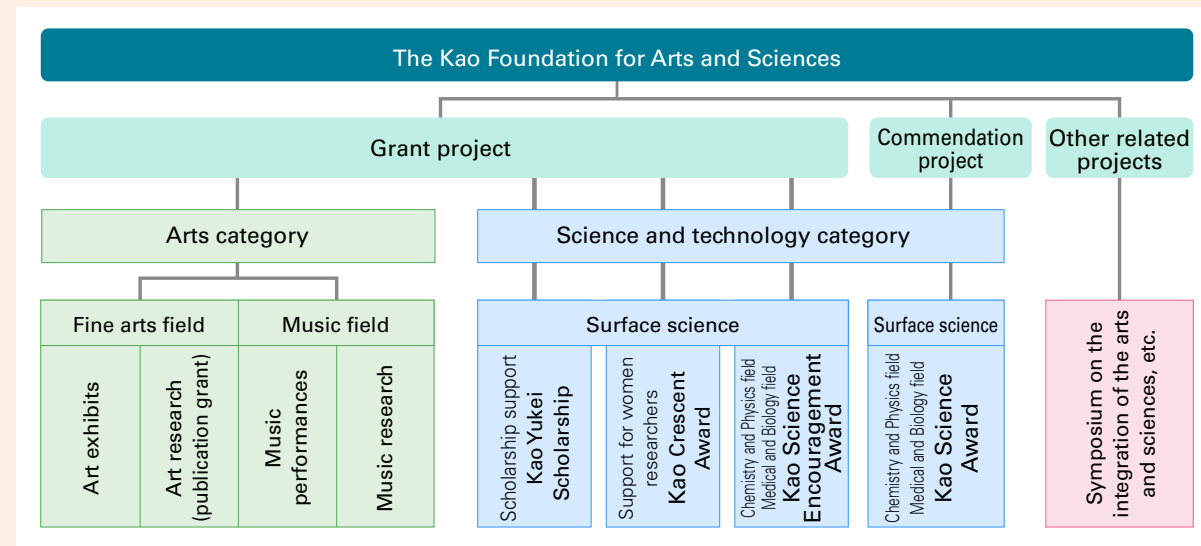 The Kao Foundation for Arts and Sciences
Grant project
Commendation
project
Other related
projects
Arts category
Science and technology category
Fine arts field
Music field
Surface science
Surface science
Art exhibits
Art research
(publication grant)
Music
performances
Music research
Scholarship support
Kao Yukei
Scholarship
Support for women
researchers
Kao Crescent
Award
Chemistry and Physics field
Medical and Biology field
Kao Science
Encouragement
Award
Chemistry and Physics field
Medical and Biology field
Kao Science
Award
Symposium on the
integration of the arts
and sciences, etc.